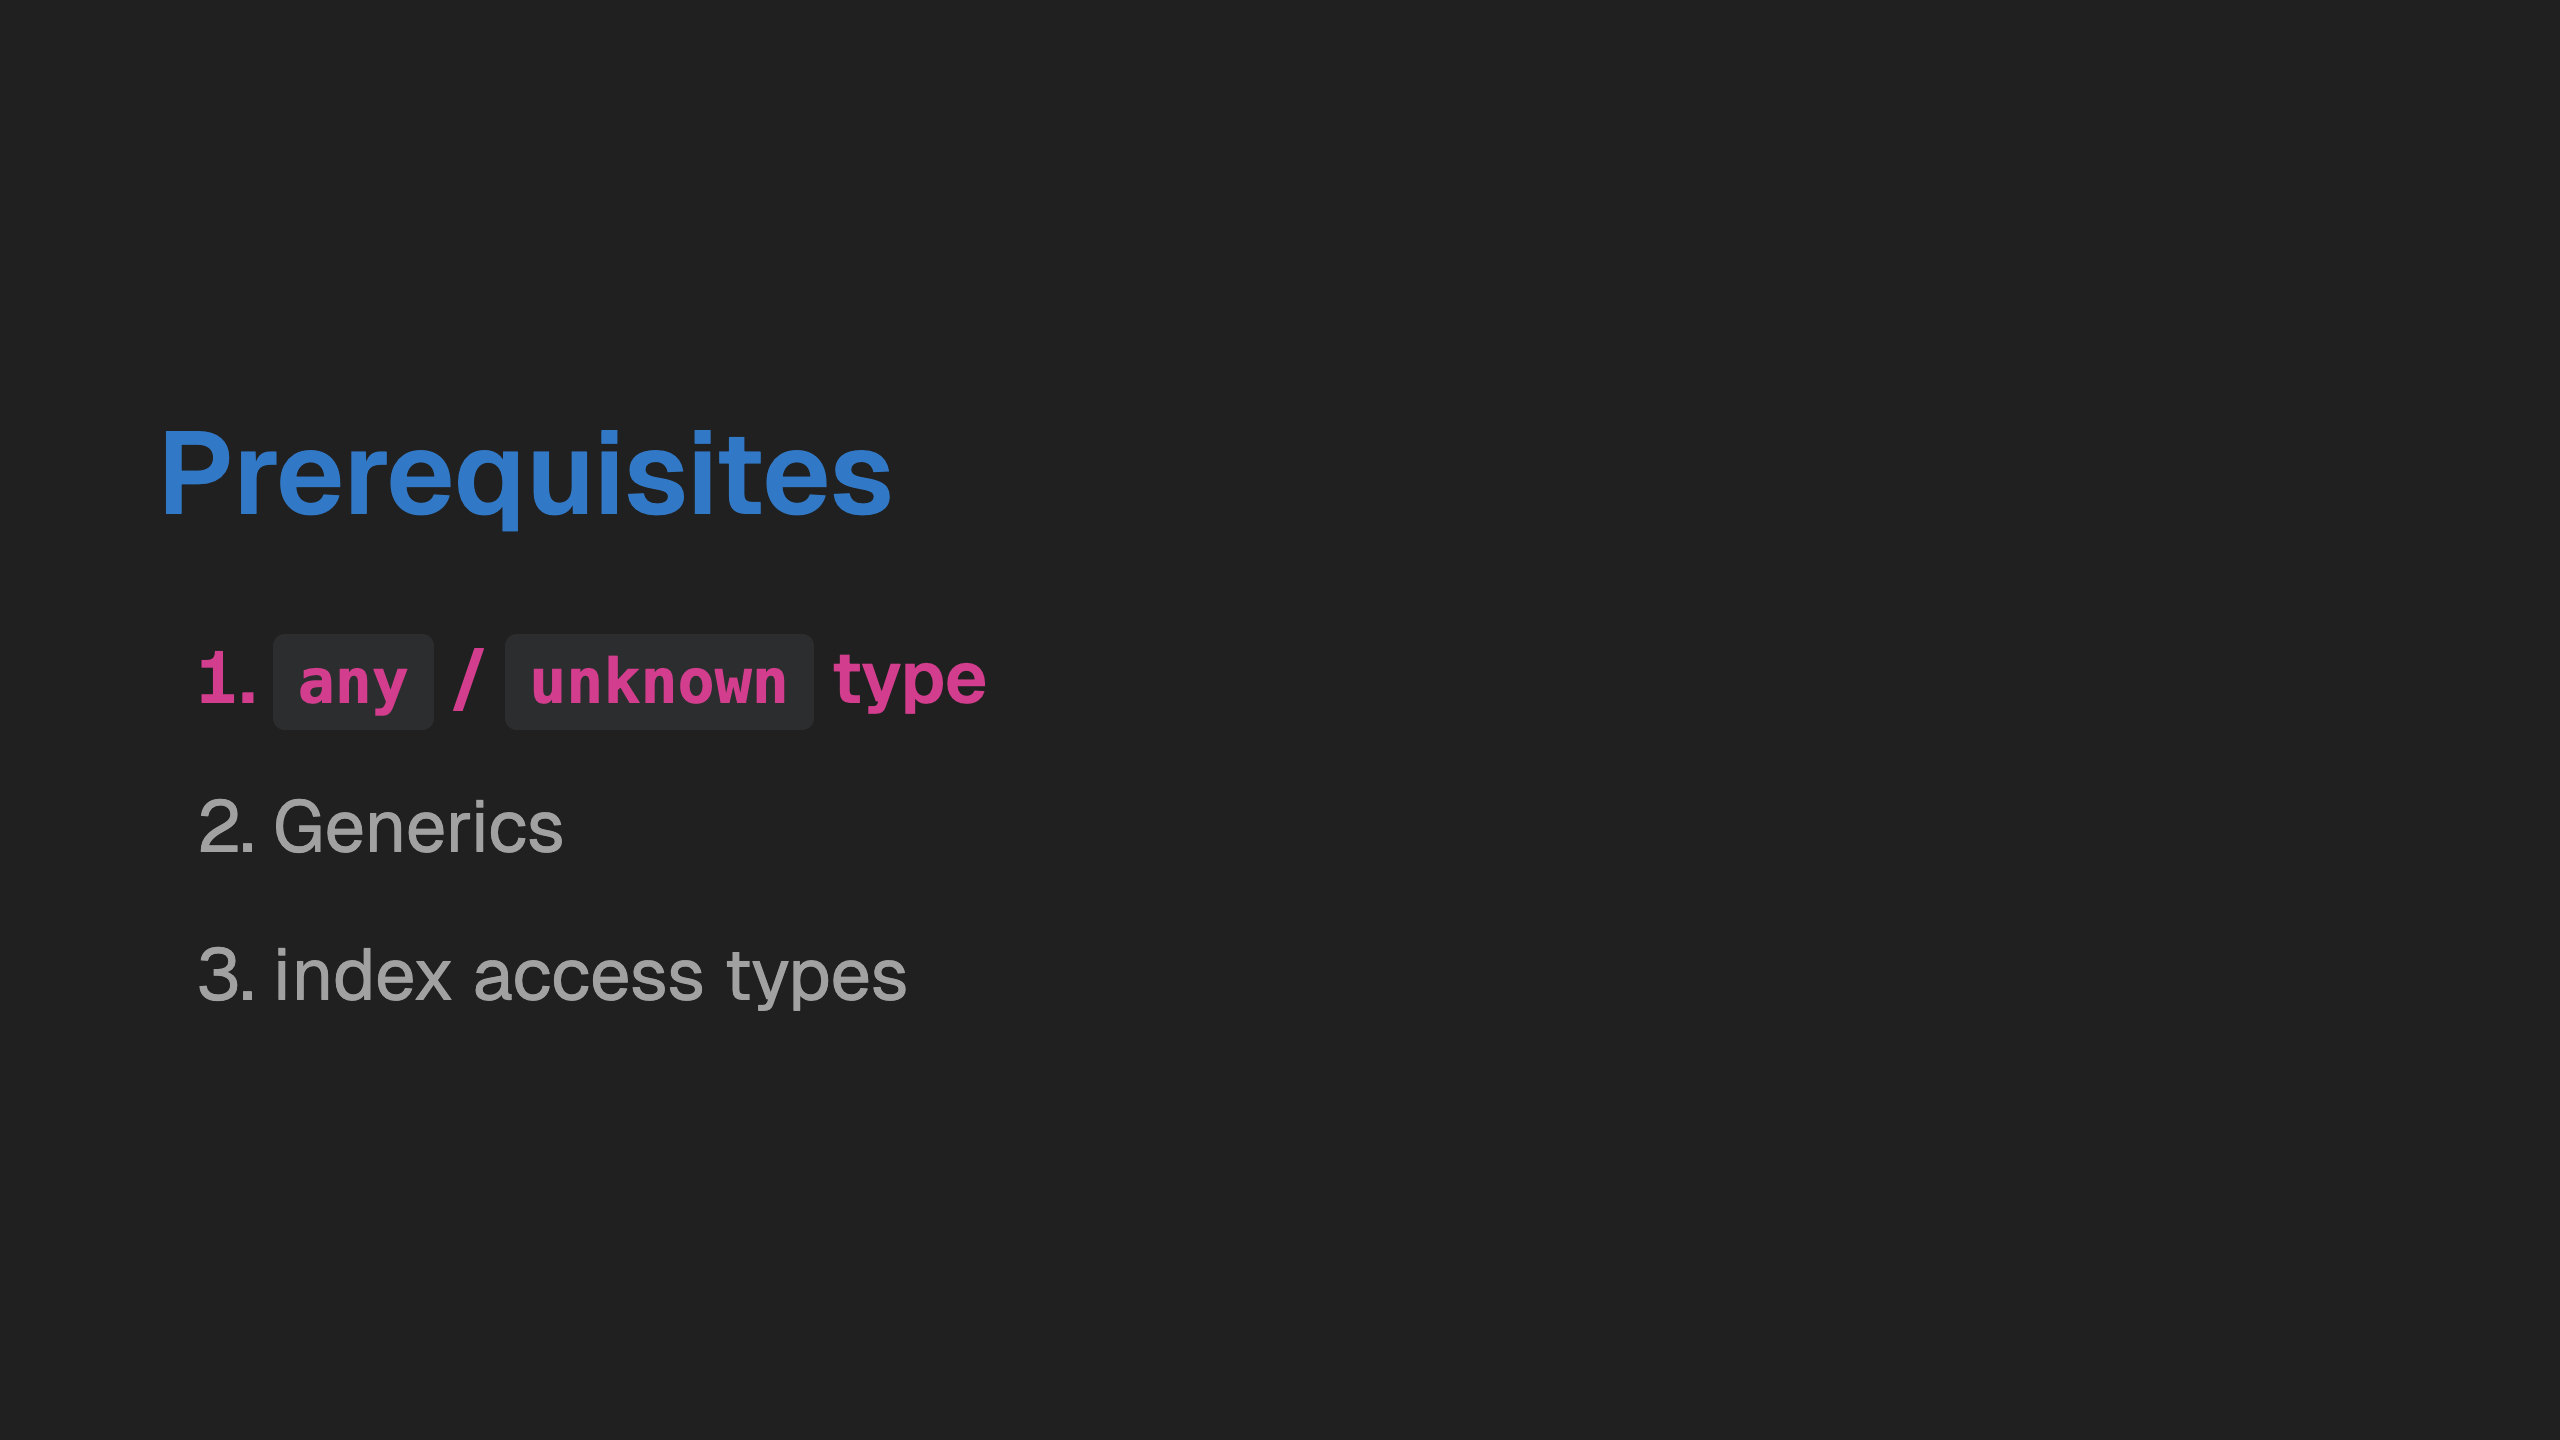 Prerequisites
1. any / unknown type
2. Generics
3. index access types